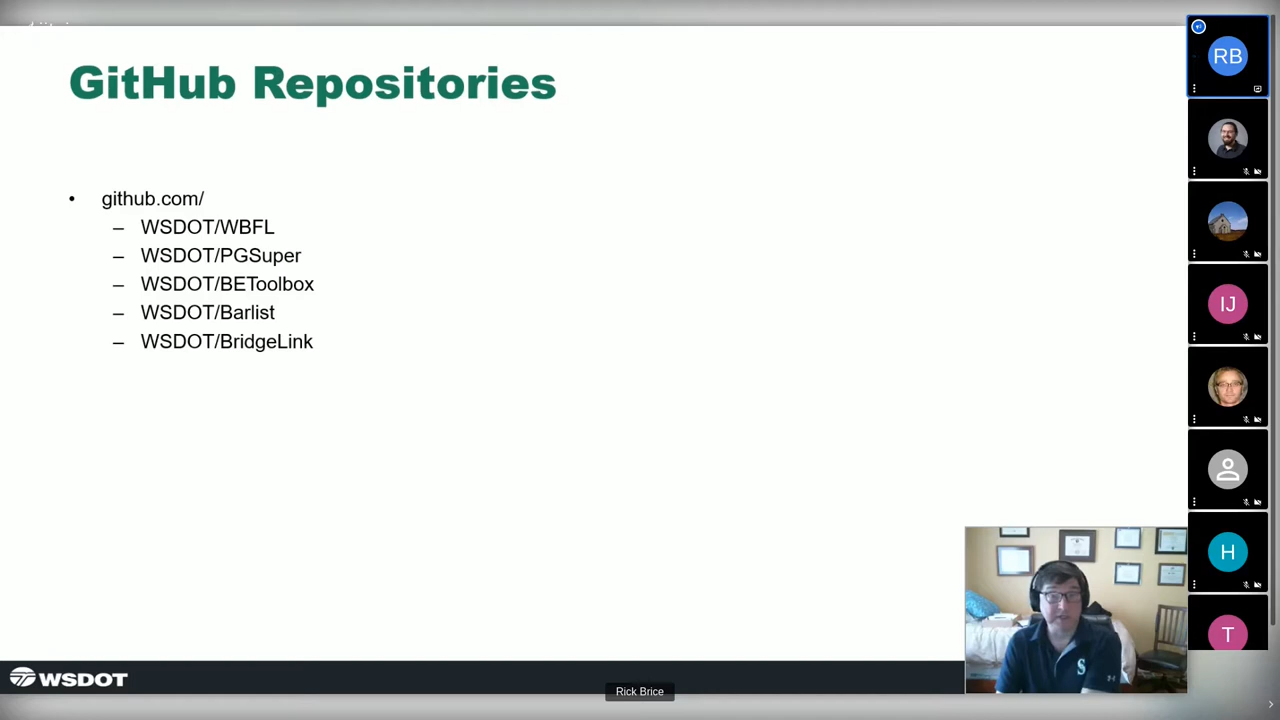 GitHub Repositories
• github.com/
– WSDOT/WBFL
– WSDOT/PGSuper
– WSDOT/BEToolbox
– WSDOT/Barlist
– WSDOT/BridgeLink
WSDOT
Rick Brice
RB
IJ
H
T
S